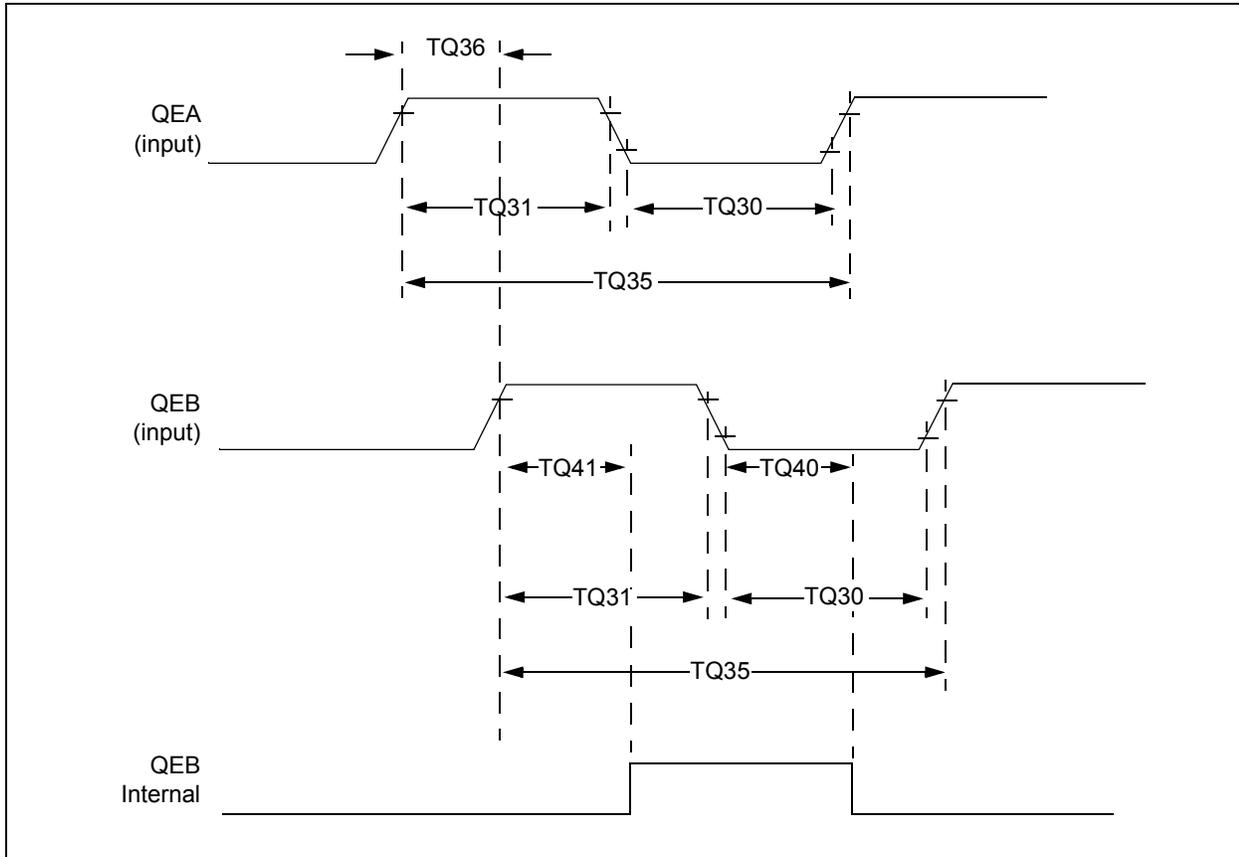 TQ36
QEA
(input)
TQ31
TQ30
TQ35
QEB
(input)
TQ41
TQ40
TQ31
TQ30
TQ35
QEB
Internal